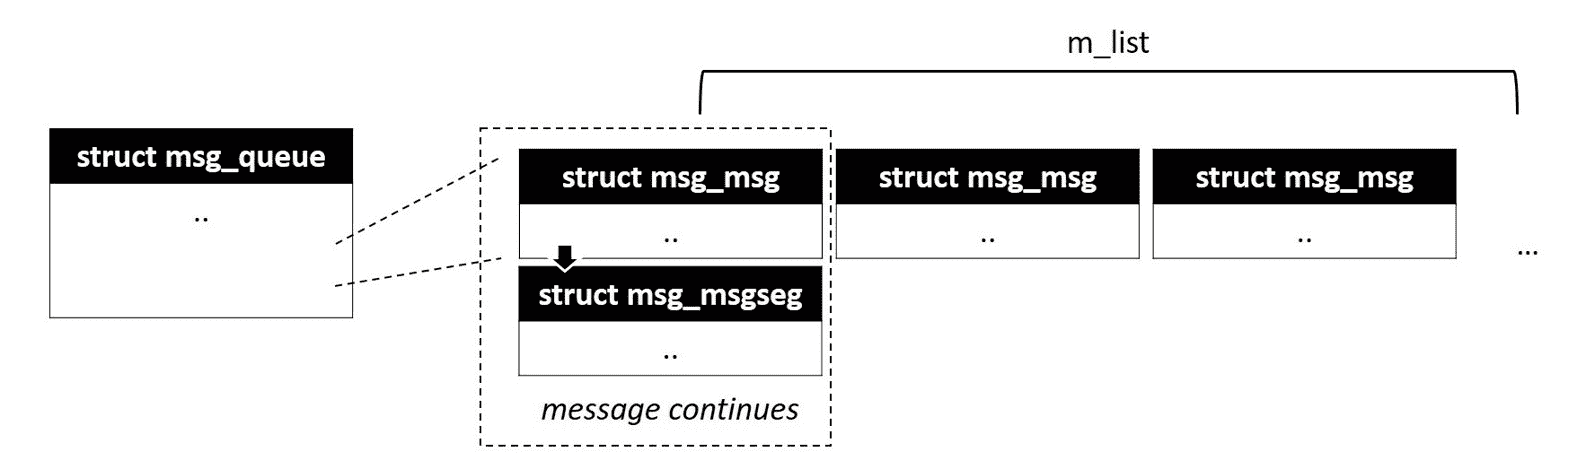 m_list
struct msg_queue
..
struct msg_msg
..
struct msg_msgseg
..
message continues
struct msg_msg
..
struct msg_msg
..
...